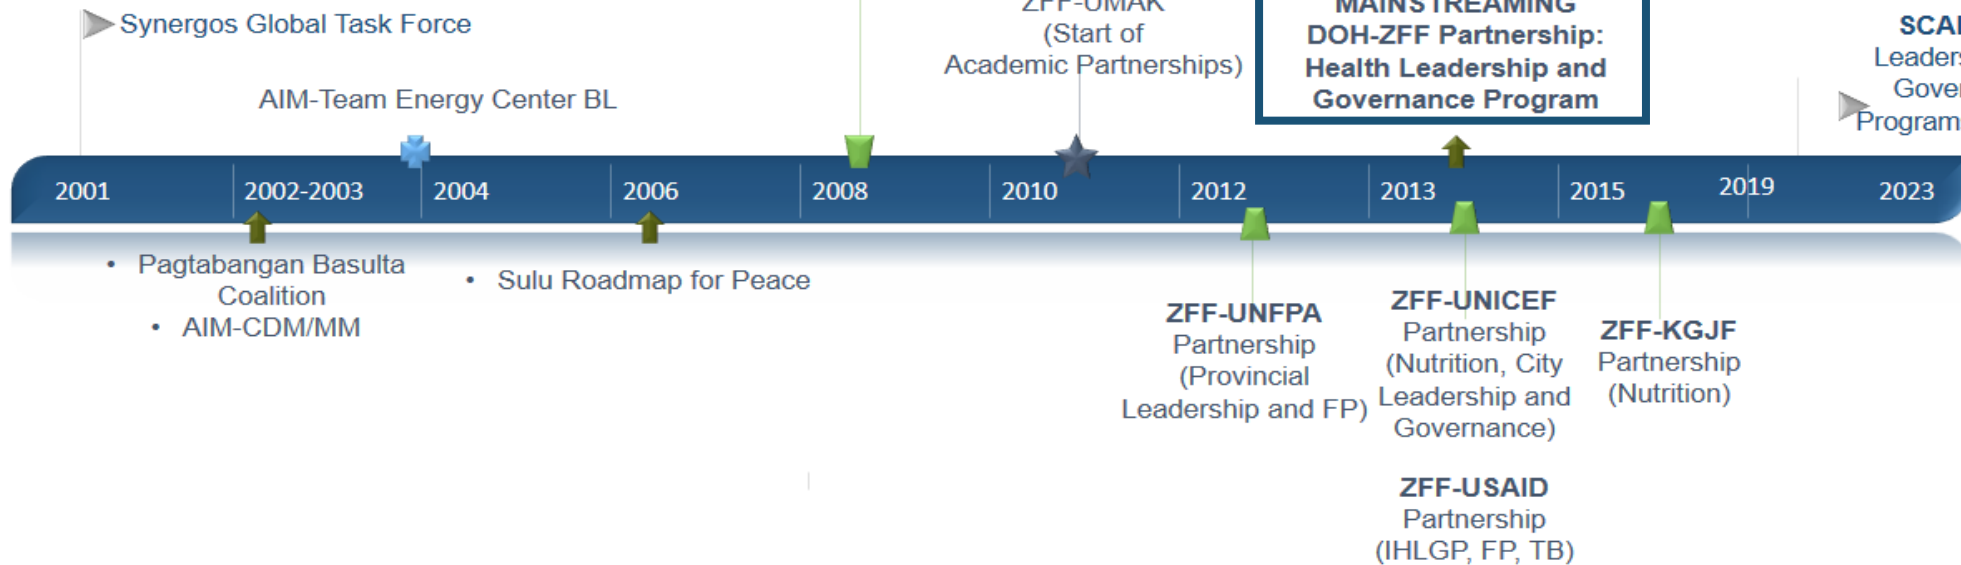 Synergos Global Task Force
AIM-Team Energy Center BL
ZFF-UMAK
(Start of
Academic Partnerships)
MAINSTREAMING
DOH-ZFF Partnership:
Health Leadership and
Governance Program
2001
2002-2003
2004
2006
2008
2010
2012
2013
2015
2019
2023
• Pagtabangan Basulta
Coalition
• AIM-CDM/MM
• Sulu Roadmap for Peace
ZFF-UNFPA
Partnership
(Provincial
Leadership and FP)
ZFF-UNICEF
Partnership
(Nutrition, City
Leadership and
Governance)
ZFF-USAID
Partnership
(IHLGP, FP, TB)
ZFF-KGJF
Partnership
(Nutrition)